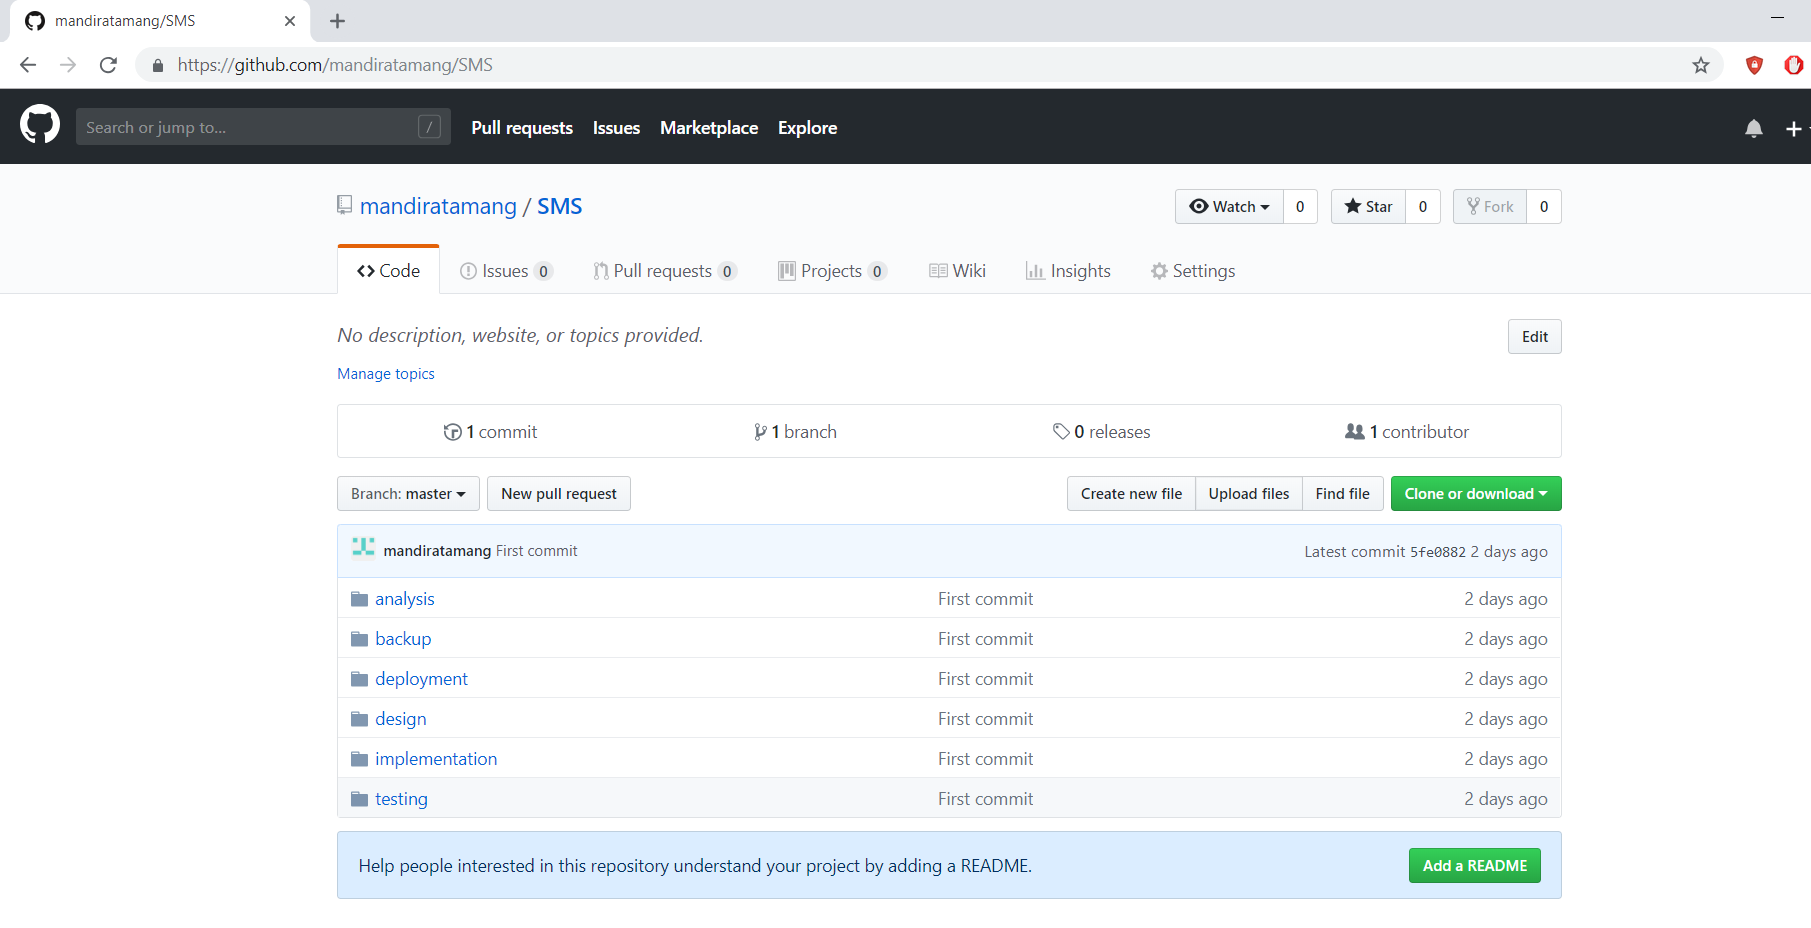 mandiratamang/SMS
https://github.com/mandiratamang/SMS
Search or jump to... /
Pull requests Issues Marketplace Explore
mandiratamang / SMS
Watch 0 Star 0 Fork 0
Code Issues 0 Pull requests 0 Projects 0 Wiki Insights Settings
No description, website, or topics provided.
Edit
Manage topics
1 commit 1 branch 0 releases 1 contributor
Branch: master New pull request Create new file Upload files Find file Clone or download
mandiratamang First commit Latest commit 5fe0882 2 days ago
analysis First commit 2 days ago
backup First commit 2 days ago
deployment First commit 2 days ago
design First commit 2 days ago
implementation First commit 2 days ago
testing First commit 2 days ago
Help people interested in this repository understand your project by adding a README. Add a README